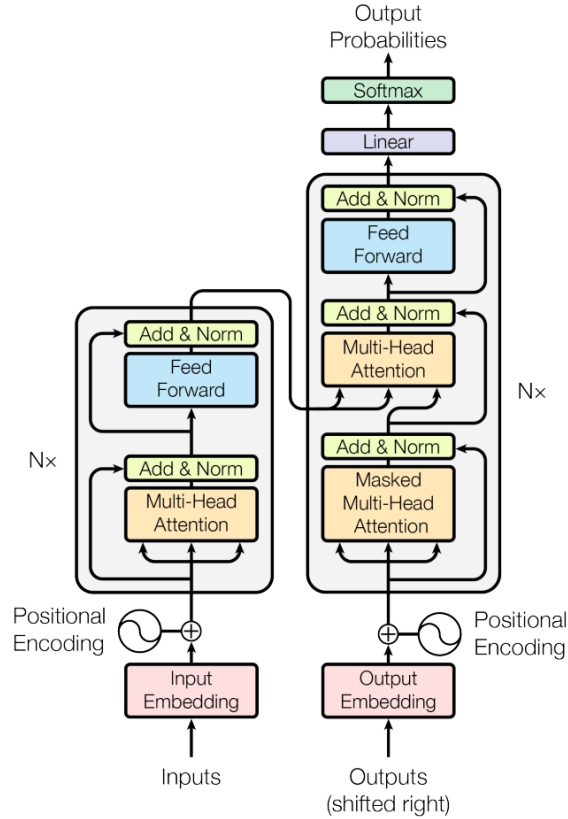 Output
Probabilities
Softmax
Linear
Add & Norm
Feed
Forward
Add & Norm
Multi-Head
Attention
Add & Norm
Masked
Multi-Head
Attention
Nx
Add & Norm
Feed
Forward
Add & Norm
Multi-Head
Attention
N×
Positional
Encoding
Positional
Encoding
Input
Embedding
Output
Embedding
Inputs
Outputs
(shifted right)